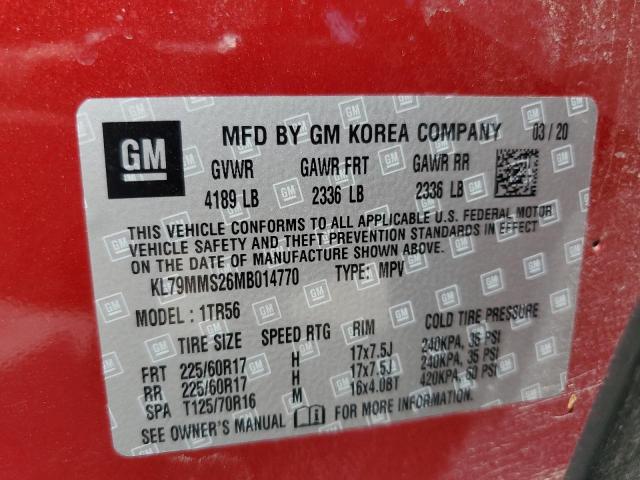 GM MFD BY GM KOREA COMPANY 03/20
GVWR GAWR FRT GAWR RR
4189 LB 2336 LB 2336 LB
THIS VEHICLE CONFORMS TO ALL APPLICABLE U.S. FEDERAL MOTOR
VEHICLE SAFETY AND THEFT PREVENTION STANDARDS IN EFFECT
ON THE DATE OF MANUFACTURE SHOWN ABOVE.
KL79MMS26MB014770 TYPE: MPV
MODEL: 1TR56
TIRE SIZE SPEED RTG RIM COLD TIRE PRESSURE
FRT 225/60R17 H 17x7.5J 240KPA, 35 PSI
RR 225/60R17 H 17x7.5J 240KPA, 35 PSI
SPA T125/70R16 M 16x4.0BT 420KPA, 60 PSI
SEE OWNER'S MANUAL FOR MORE INFORMATION.